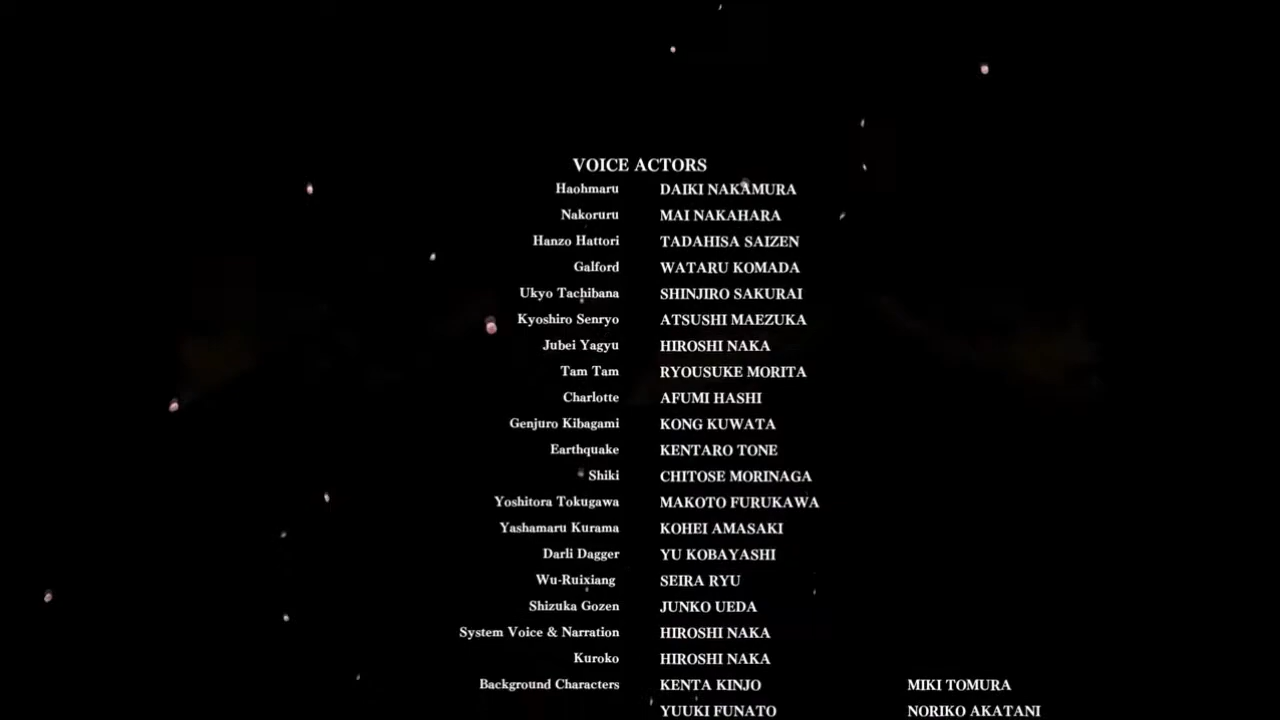 VOICE ACTORS
Haohmaru DAIKI NAKAMURA
Nakoruru MAI NAKAHARA
Hanzo Hattori TADAHISA SAIZEN
Galford WATARU KOMADA
Ukyo Tachibana SHINJIRO SAKURAI
Kyoshiro Senryo ATSUSHI MAEZUKA
Jubei Yagyu HIROSHI NAKA
Tam Tam RYOUSUKE MORITA
Charlotte AFUMI HASHI
Genjuro Kibagami KONG KUWATA
Earthquake KENTARO TONE
Shiki CHITOSE MORINAGA
Yoshitora Tokugawa MAKOTO FURUKAWA
Yashamaru Kurama KOHEI AMASAKI
Darli Dagger YU KOBAYASHI
Wu-Ruixiang SEIRA RYU
Shizuka Gozen JUNKO UEDA
System Voice & Narration HIROSHI NAKA
Kuroko HIROSHI NAKA
Background Characters KENTA KINJO MIKI TOMURA
YUUKI FUNATO NORIKO AKATANI